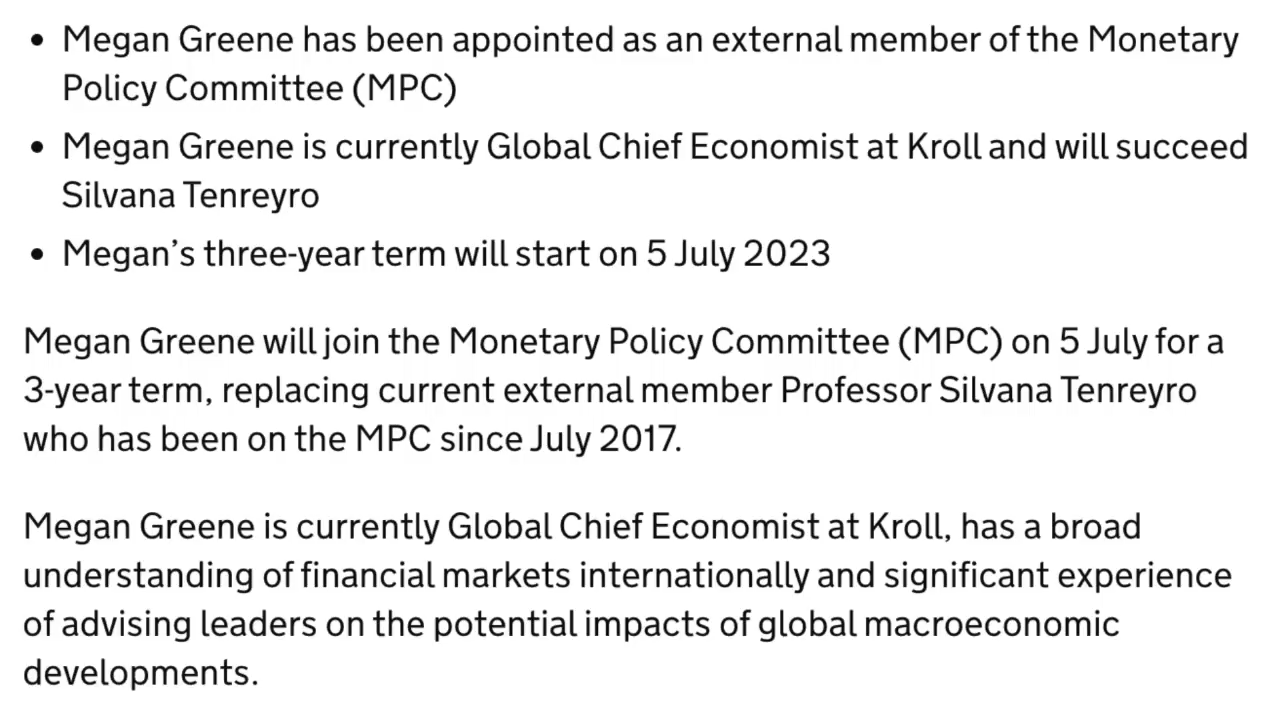 • Megan Greene has been appointed as an external member of the Monetary
Policy Committee (MPC)
• Megan Greene is currently Global Chief Economist at Kroll and will succeed
Silvana Tenreyro
• Megan’s three-year term will start on 5 July 2023
Megan Greene will join the Monetary Policy Committee (MPC) on 5 July for a
3-year term, replacing current external member Professor Silvana Tenreyro
who has been on the MPC since July 2017.
Megan Greene is currently Global Chief Economist at Kroll, has a broad
understanding of financial markets internationally and significant experience
of advising leaders on the potential impacts of global macroeconomic
developments.